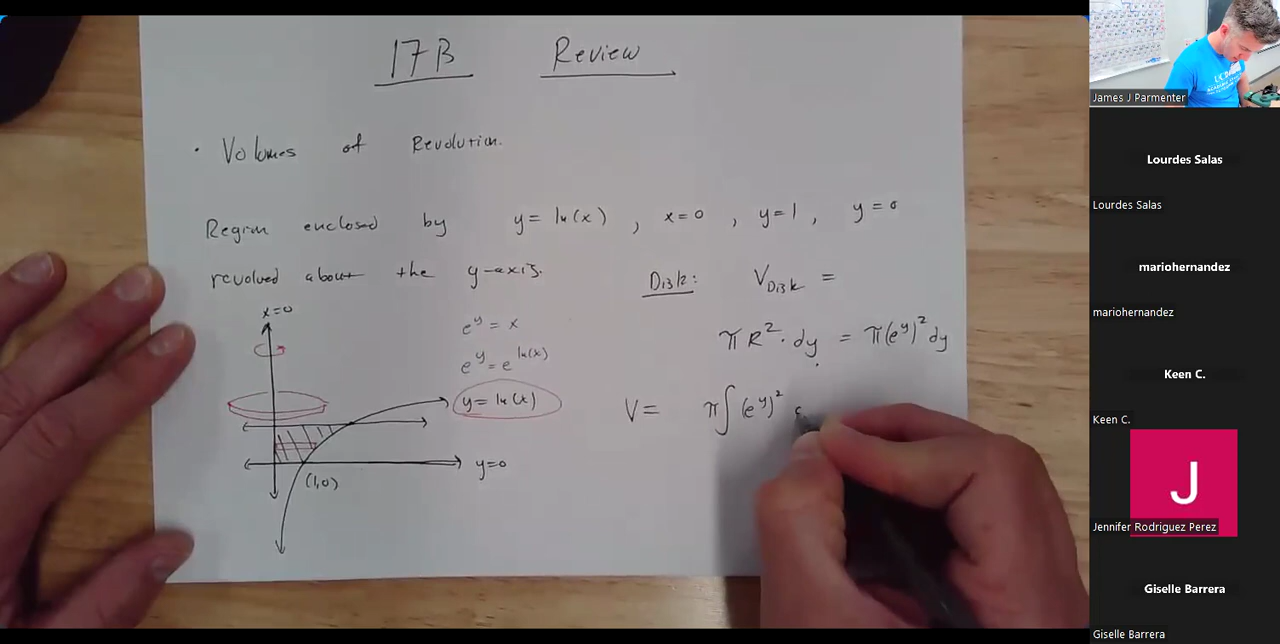 17B Review
· Volumes of Revolution.
Region enclosed by y = ln(x) , x=0 , y=1 , y=0
revolved about the y-axis.
Disk: V_Disk =
πR²· dy = π(e^y)² dy
V = π∫(e^y)²
x=0
e^y = x
e^y = e^ln(x)
y = ln(x)
y=0
(1,0)
James J Parmenter
Lourdes Salas
Lourdes Salas
mariohernandez
mariohernandez
Keen C.
Keen C.
J
Jennifer Rodriguez Perez
Giselle Barrera
Giselle Barrera